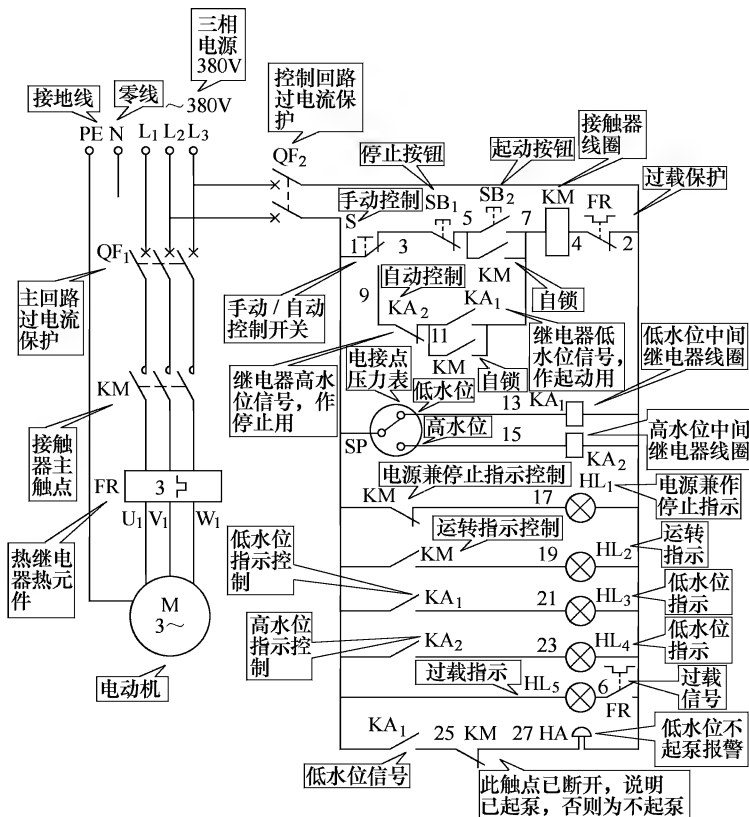 三相
电源
380V
接地线
零线
～380V
PE N L1 L2 L3
控制回路
过电流保
护
QF2
停止按钮
起动按钮
接触器
线圈
过载保护
手动控制
S
SB1
SB2
KM
FR
1
3
5
7
4
2
KM
自锁
QF1
主回路
过电流
保护
手动/自动
控制开关
9
自动控制
KA2
KA1
11
KM
自锁
继电器低
水位信号,
作起动用
继电器高水
位信号,作
停止用
电接点
压力表
低水位
高水位
SP
13
KA1
低水位中间
继电器线圈
15
KA2
高水位中间
继电器线圈
KM
接触
器主
触点
FR
3
U1 V1 W1
热继电
器热元
件
M
3～
电动机
KM
电源兼停止指示控制
17
HL1
电源兼作
停止指示
KM
运转指示控制
19
HL2
运转
指示
低水位
指示控
制
KA1
21
HL3
低水位
指示
高水位
指示控
制
KA2
23
HL4
低水位
指示
过载指示
HL5
6
FR
过载
信号
KA1
25 KM
27 HA
低水位不
起泵报警
低水位信号
此触点已断开，说明
已起泵，否则为不起泵